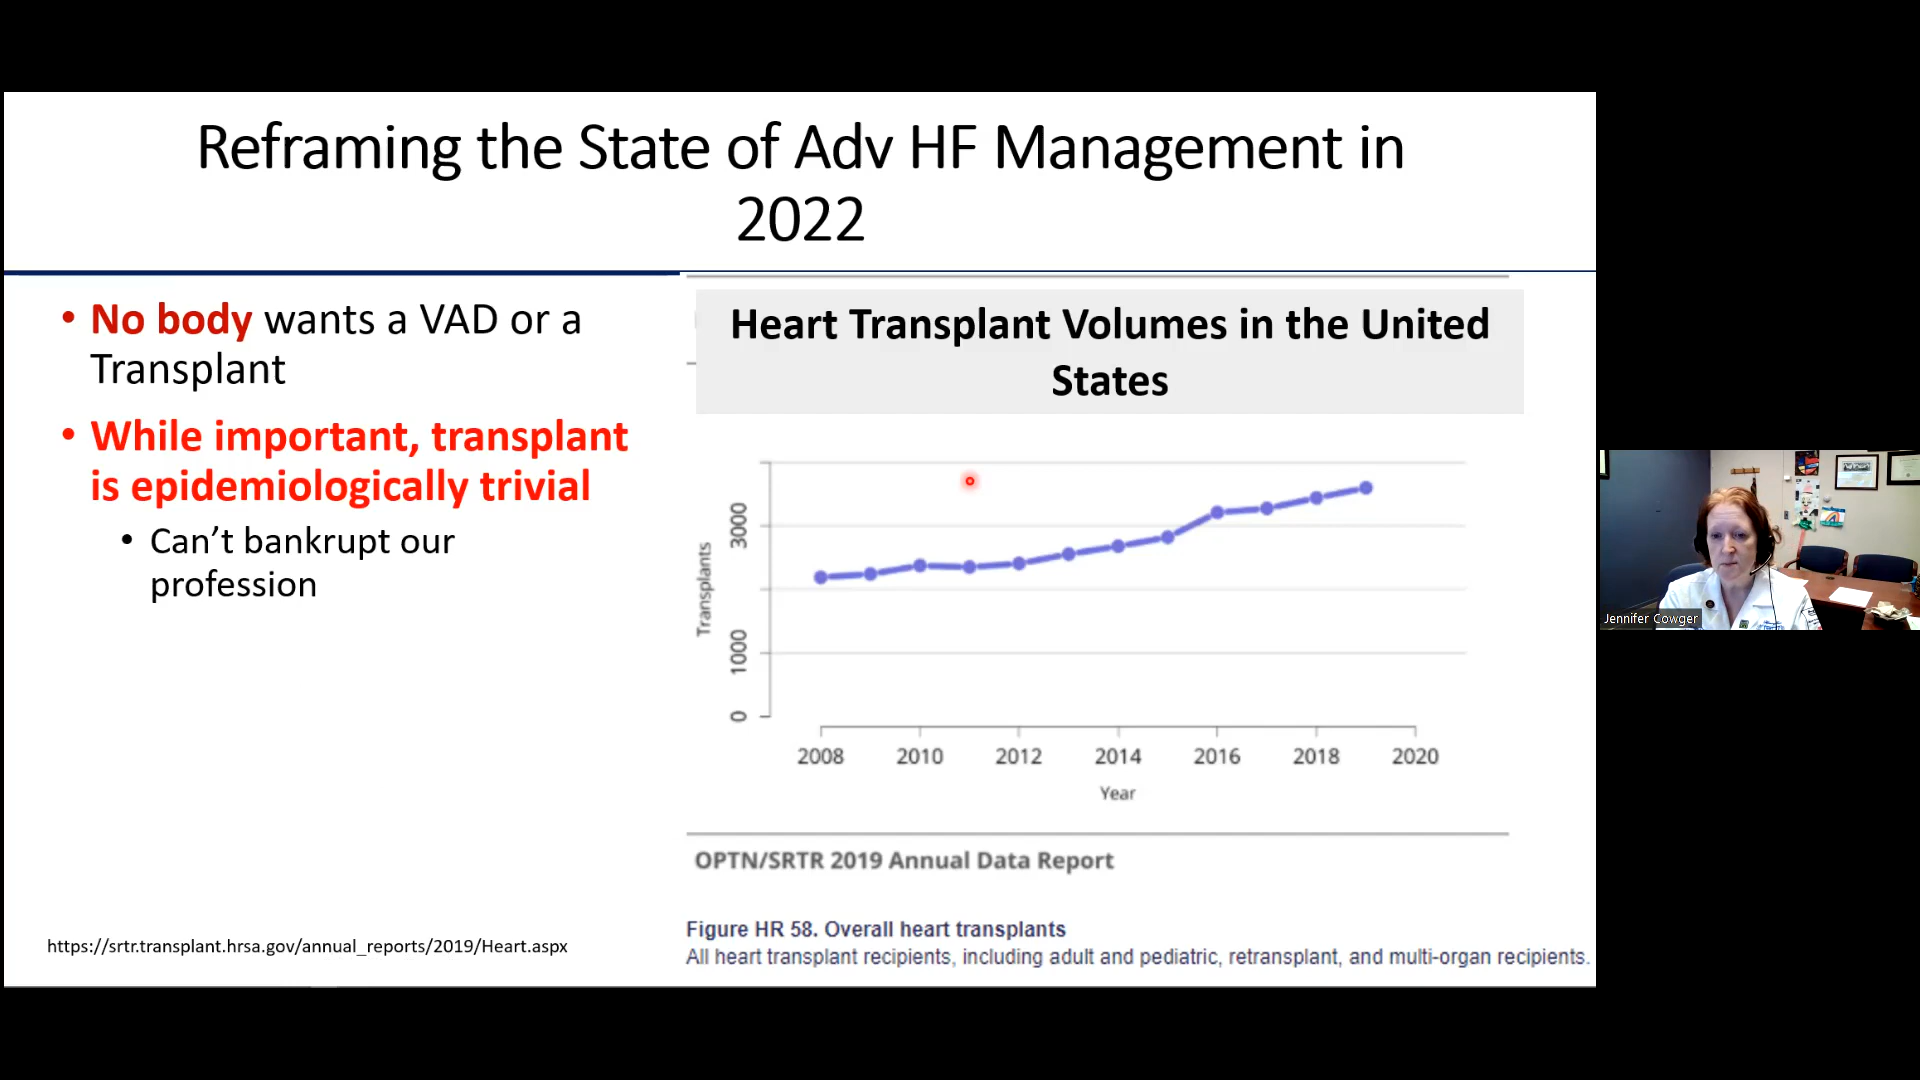 Reframing the State of Adv HF Management in
2022
• No body wants a VAD or a
Transplant
• While important, transplant
is epidemiologically trivial
• Can’t bankrupt our
profession
https://srtr.transplant.hrsa.gov/annual_reports/2019/Heart.aspx
Heart Transplant Volumes in the United
States
Transplants
3000
1000
0
2008 2010 2012 2014 2016 2018 2020
Year
OPTN/SRTR 2019 Annual Data Report
Figure HR 58. Overall heart transplants
All heart transplant recipients, including adult and pediatric, retransplant, and multi-organ recipients.
Jennifer Cowger